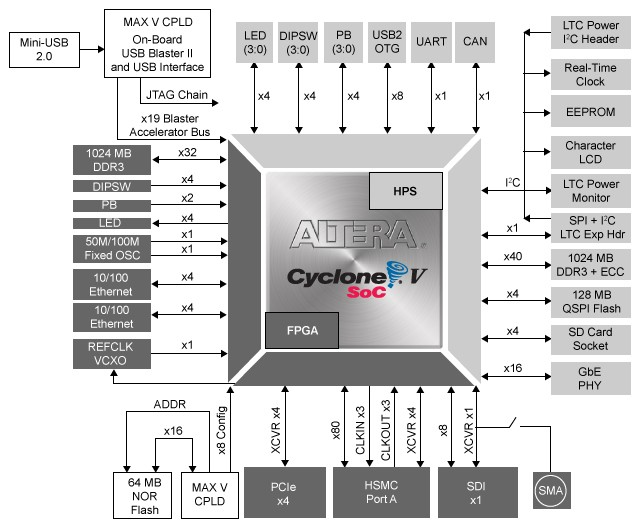 MAX V CPLD
On-Board
USB Blaster II
and USB Interface
Mini-USB
2.0
JTAG Chain
x19 Blaster
Accelerator Bus
LED
(3:0)
DIPSW
(3:0)
PB
(3:0)
USB2
OTG
UART
CAN
x4
x4
x4
x8
x1
x1
LTC Power
I²C Header
Real-Time
Clock
EEPROM
Character
LCD
I²C
LTC Power
Monitor
x1
SPI + I²C
LTC Exp Hdr
x40
1024 MB
DDR3 + ECC
x4
128 MB
QSPI Flash
x4
SD Card
Socket
x16
GbE
PHY
1024 MB
DDR3
x32
DIPSW
x4
PB
x2
LED
x4
50M/100M
Fixed OSC
x1
x1
10/100
Ethernet
x4
10/100
Ethernet
x4
REFCLK
VCXO
x1
HPS
ALTERA®
Cyclone V
SoC
FPGA
ADDR
x16
x8 Config
64 MB
NOR
Flash
MAX V
CPLD
XCVR x4
PCIe
x4
x80
CLKIN x3
CLKOUT x3
XCVR x4
HSMC
Port A
x8
XCVR x1
SDI
x1
SMA